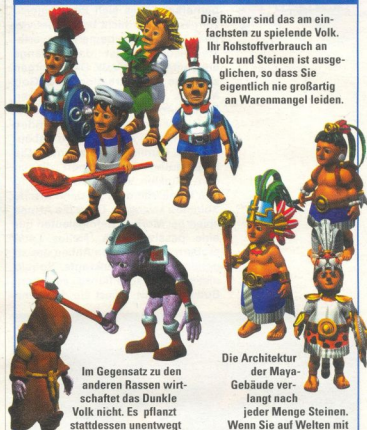 Die Römer sind das am ein-
fachsten zu spielende Volk.
Ihr Rohstoffverbrauch an
Holz und Steinen ist ausge-
glichen, so dass Sie
eigentlich nie großartig
an Warenmangel leiden.
Im Gegensatz zu den
anderen Rassen wirt-
schaftet das Dunkle
Volk nicht. Es pflanzt
stattdessen unentwegt
Die Architektur
der Maya-
Gebäude ver-
langt nach
jeder Menge Steinen.
Wenn Sie auf Welten mit